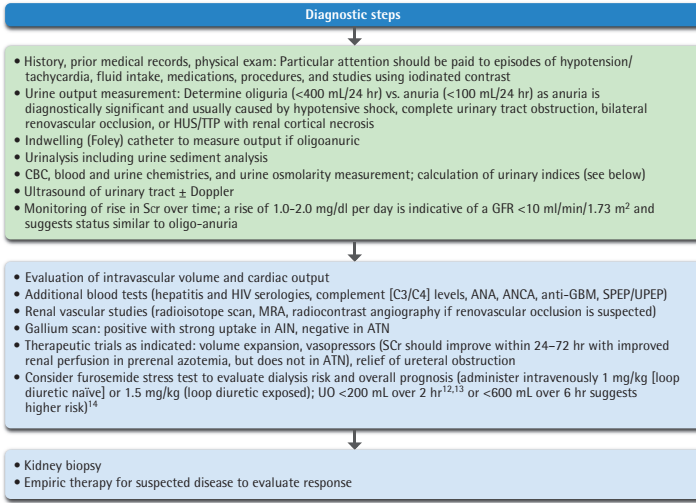 Diagnostic steps
• History, prior medical records, physical exam: Particular attention should be paid to episodes of hypotension/
tachycardia, fluid intake, medications, procedures, and studies using iodinated contrast
• Urine output measurement: Determine oliguria (<400 mL/24 hr) vs. anuria (<100 mL/24 hr) as anuria is
diagnostically significant and usually caused by hypotensive shock, complete urinary tract obstruction, bilateral
renovascular occlusion, or HUS/TTP with renal cortical necrosis
• Indwelling (Foley) catheter to measure output if oligoanuric
• Urinalysis including urine sediment analysis
• CBC, blood and urine chemistries, and urine osmolarity measurement; calculation of urinary indices (see below)
• Ultrasound of urinary tract ± Doppler
• Monitoring of rise in Scr over time; a rise of 1.0-2.0 mg/dl per day is indicative of a GFR <10 ml/min/1.73 m² and
suggests status similar to oligo-anuria
• Evaluation of intravascular volume and cardiac output
• Additional blood tests (hepatitis and HIV serologies, complement [C3/C4] levels, ANA, ANCA, anti-GBM, SPEP/UPEP)
• Renal vascular studies (radioisotope scan, MRA, radiocontrast angiography if renovascular occlusion is suspected)
• Gallium scan: positive with strong uptake in AIN, negative in ATN
• Therapeutic trials as indicated: volume expansion, vasopressors (SCr should improve within 24–72 hr with improved
renal perfusion in prerenal azotemia, but does not in ATN), relief of ureteral obstruction
• Consider furosemide stress test to evaluate dialysis risk and overall prognosis (administer intravenously 1 mg/kg [loop
diuretic naïve] or 1.5 mg/kg (loop diuretic exposed); UO <200 mL over 2 hr¹²,¹³ or <600 mL over 6 hr suggests
higher risk)¹⁴
• Kidney biopsy
• Empiric therapy for suspected disease to evaluate response